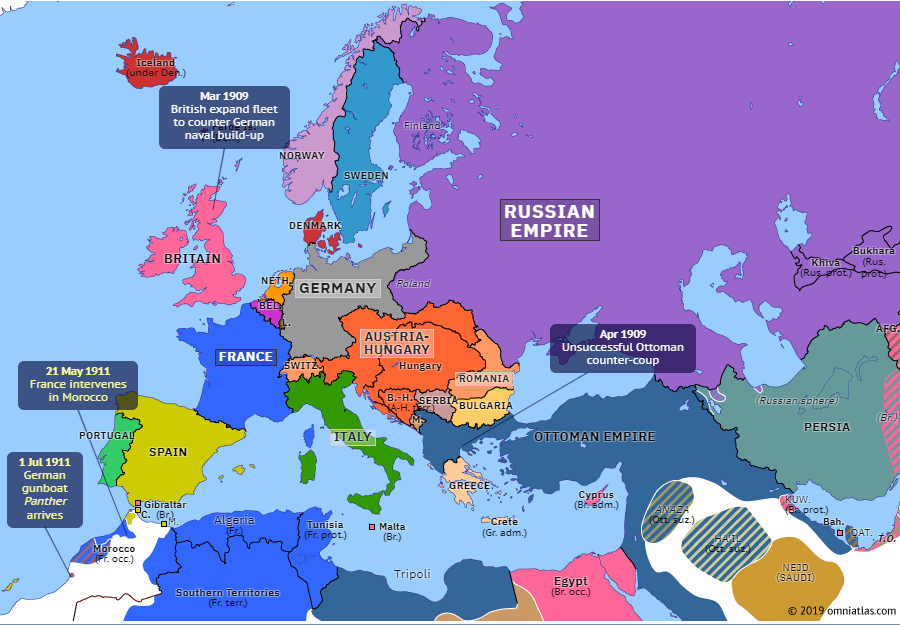 Iceland
(under Den.)
Mar 1909
British expand fleet
to counter German
naval build-up
Finland
NORWAY
SWEDEN
RUSSIAN
EMPIRE
DENMARK
BRITAIN
Khiva
(Rus. prot.)
Bukhara
(Rus.
prot.)
NETH.
GERMANY
Poland
BEL.
L.
AFG.
FRANCE
AUSTRIA-
HUNGARY
Hungary
Apr 1909
Unsuccessful Ottoman
counter-coup
SWITZ.
ROMANIA
21 May 1911
France intervenes
in Morocco
B.-H.
(A-H. terr.)
SERBIA
BULGARIA
M.
(Russian sphere)
(Br.)
PERSIA
PORTUGAL
SPAIN
ITALY
OTTOMAN EMPIRE
1 Jul 1911
German
gunboat
Panther
arrives
GREECE
Gibraltar
(Br.)
C.
M.
Cyprus
(Br. adm.)
KUW.
(Br. prot.)
ANAZA
(Ott. suz.)
Algeria
(Fr.)
Tunisia
(Fr. prot.)
Malta
(Br.)
Crete
(Gr. adm.)
Bah.
QAT.
T.O.
HA'IL
(Ott. suz.)
Morocco
(Fr. occ.)
Tripoli
Egypt
(Br. occ.)
NEJD
(SAUDI)
Southern Territories
(Fr. terr.)
© 2019 omniatlas.com